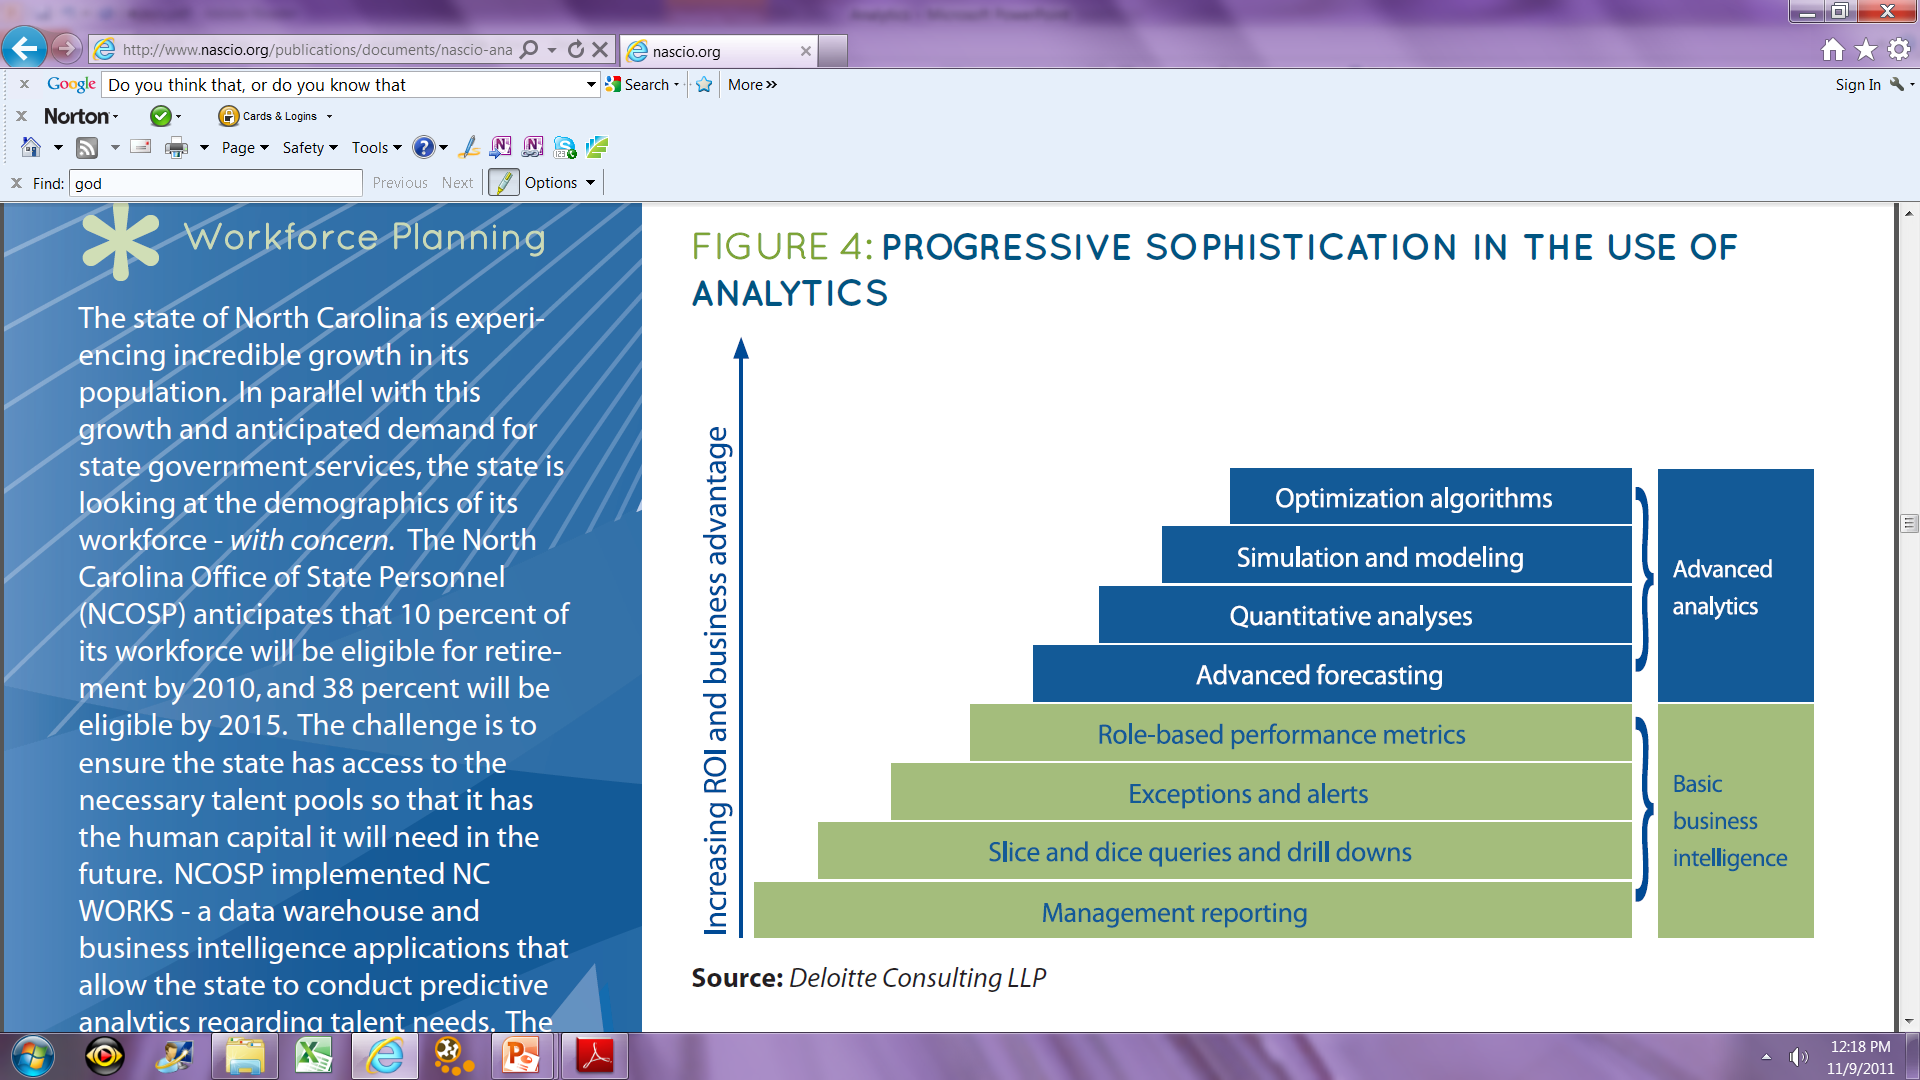 http://www.nascio.org/publications/documents/nascio-ana
nascio.org
Google
Do you think that, or do you know that
Search
More »
Sign In
Norton
Cards & Logins
Page
Safety
Tools
Find:
god
Previous
Next
Options
Workforce Planning
The state of North Carolina is experi-
encing incredible growth in its
population. In parallel with this
growth and anticipated demand for
state government services, the state is
looking at the demographics of its
workforce - with concern. The North
Carolina Office of State Personnel
(NCOSP) anticipates that 10 percent of
its workforce will be eligible for retire-
ment by 2010, and 38 percent will be
eligible by 2015. The challenge is to
ensure the state has access to the
necessary talent pools so that it has
the human capital it will need in the
future. NCOSP implemented NC
WORKS - a data warehouse and
business intelligence applications that
allow the state to conduct predictive
analytics regarding talent needs. The
FIGURE 4: PROGRESSIVE SOPHISTICATION IN THE USE OF
ANALYTICS
Increasing ROI and business advantage
Optimization algorithms
Simulation and modeling
Quantitative analyses
Advanced forecasting
Role-based performance metrics
Exceptions and alerts
Slice and dice queries and drill downs
Management reporting
Advanced
analytics
Basic
business
intelligence
Source: Deloitte Consulting LLP
12:18 PM
11/9/2011